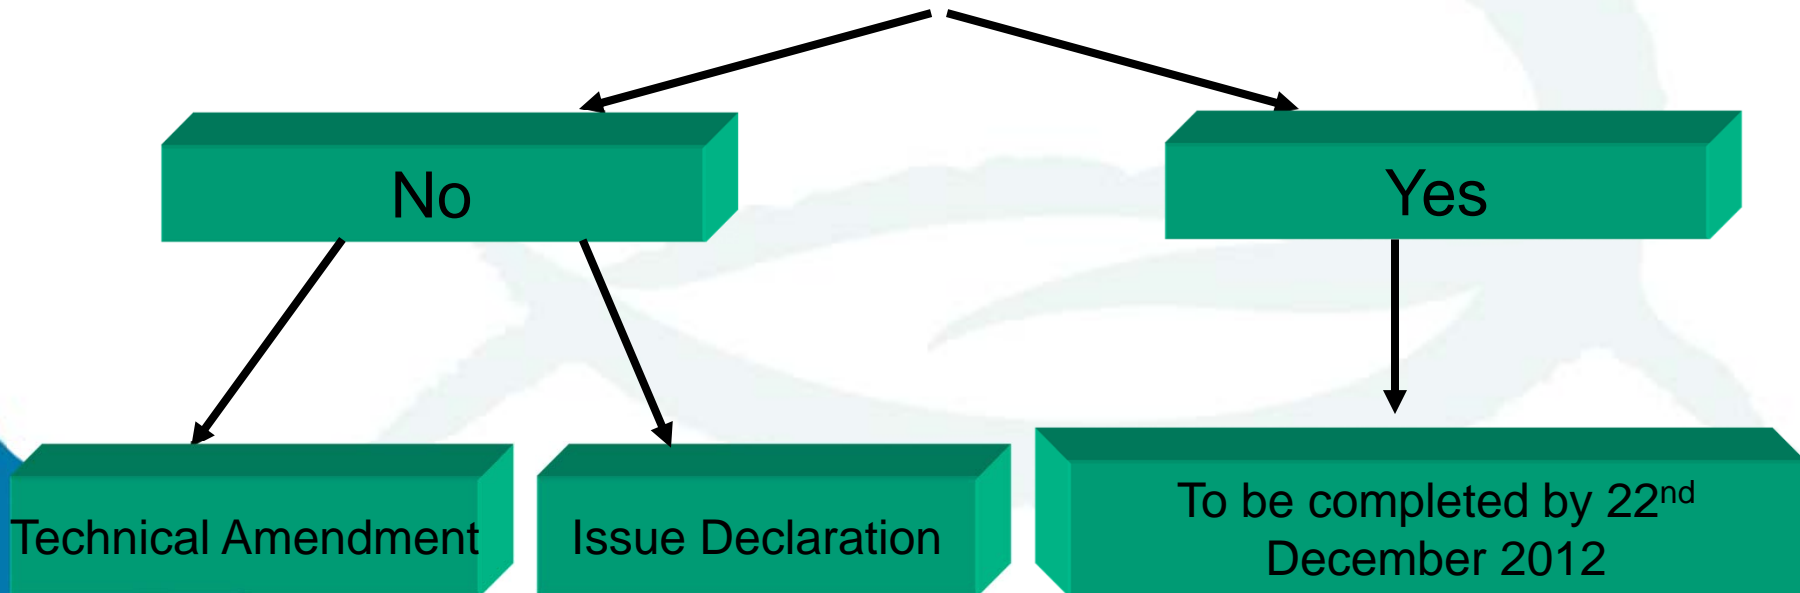 No
Yes
Technical Amendment
Issue Declaration
To be completed by 22nd
December 2012